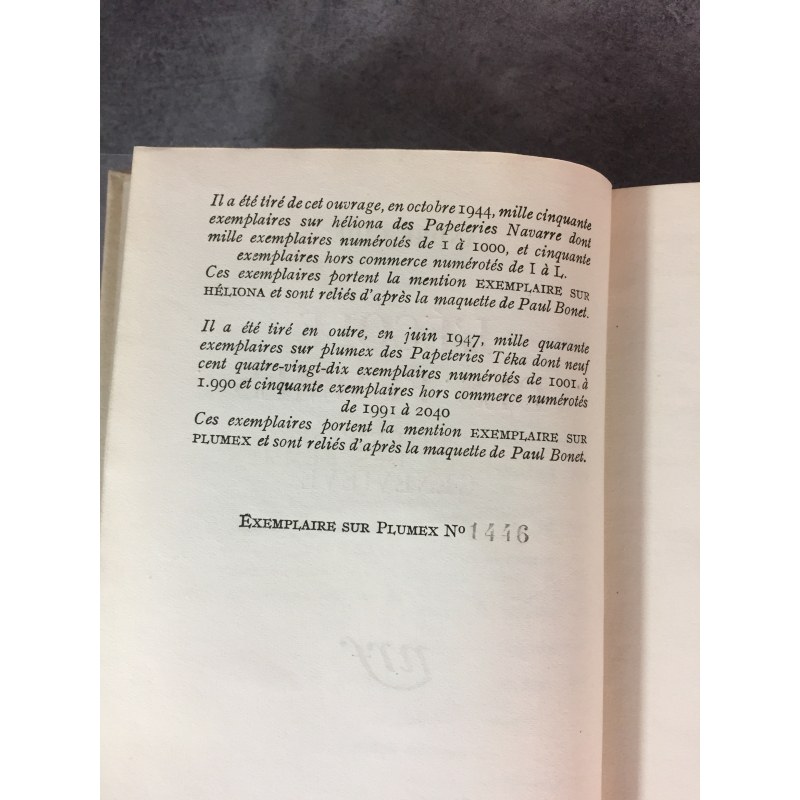 Il a été tiré de cet ouvrage, en octobre 1944, mille cinquante
exemplaires sur héliona des Papeteries Navarre dont
mille exemplaires numérotés de 1 à 1000, et cinquante
exemplaires hors commerce numérotés de I à L.
Ces exemplaires portent la mention EXEMPLAIRE SUR
HÉLIONA et sont reliés d'après la maquette de Paul Bonet.
Il a été tiré en outre, en juin 1947, mille quarante
exemplaires sur plumex des Papeteries Téka dont neuf
cent quatre-vingt-dix exemplaires numérotés de 1001 à
1.990 et cinquante exemplaires hors commerce numérotés
de 1991 à 2040
Ces exemplaires portent la mention EXEMPLAIRE SUR
PLUMEX et sont reliés d'après la maquette de Paul Bonet.
EXEMPLAIRE SUR PLUMEX No 1446
nrf